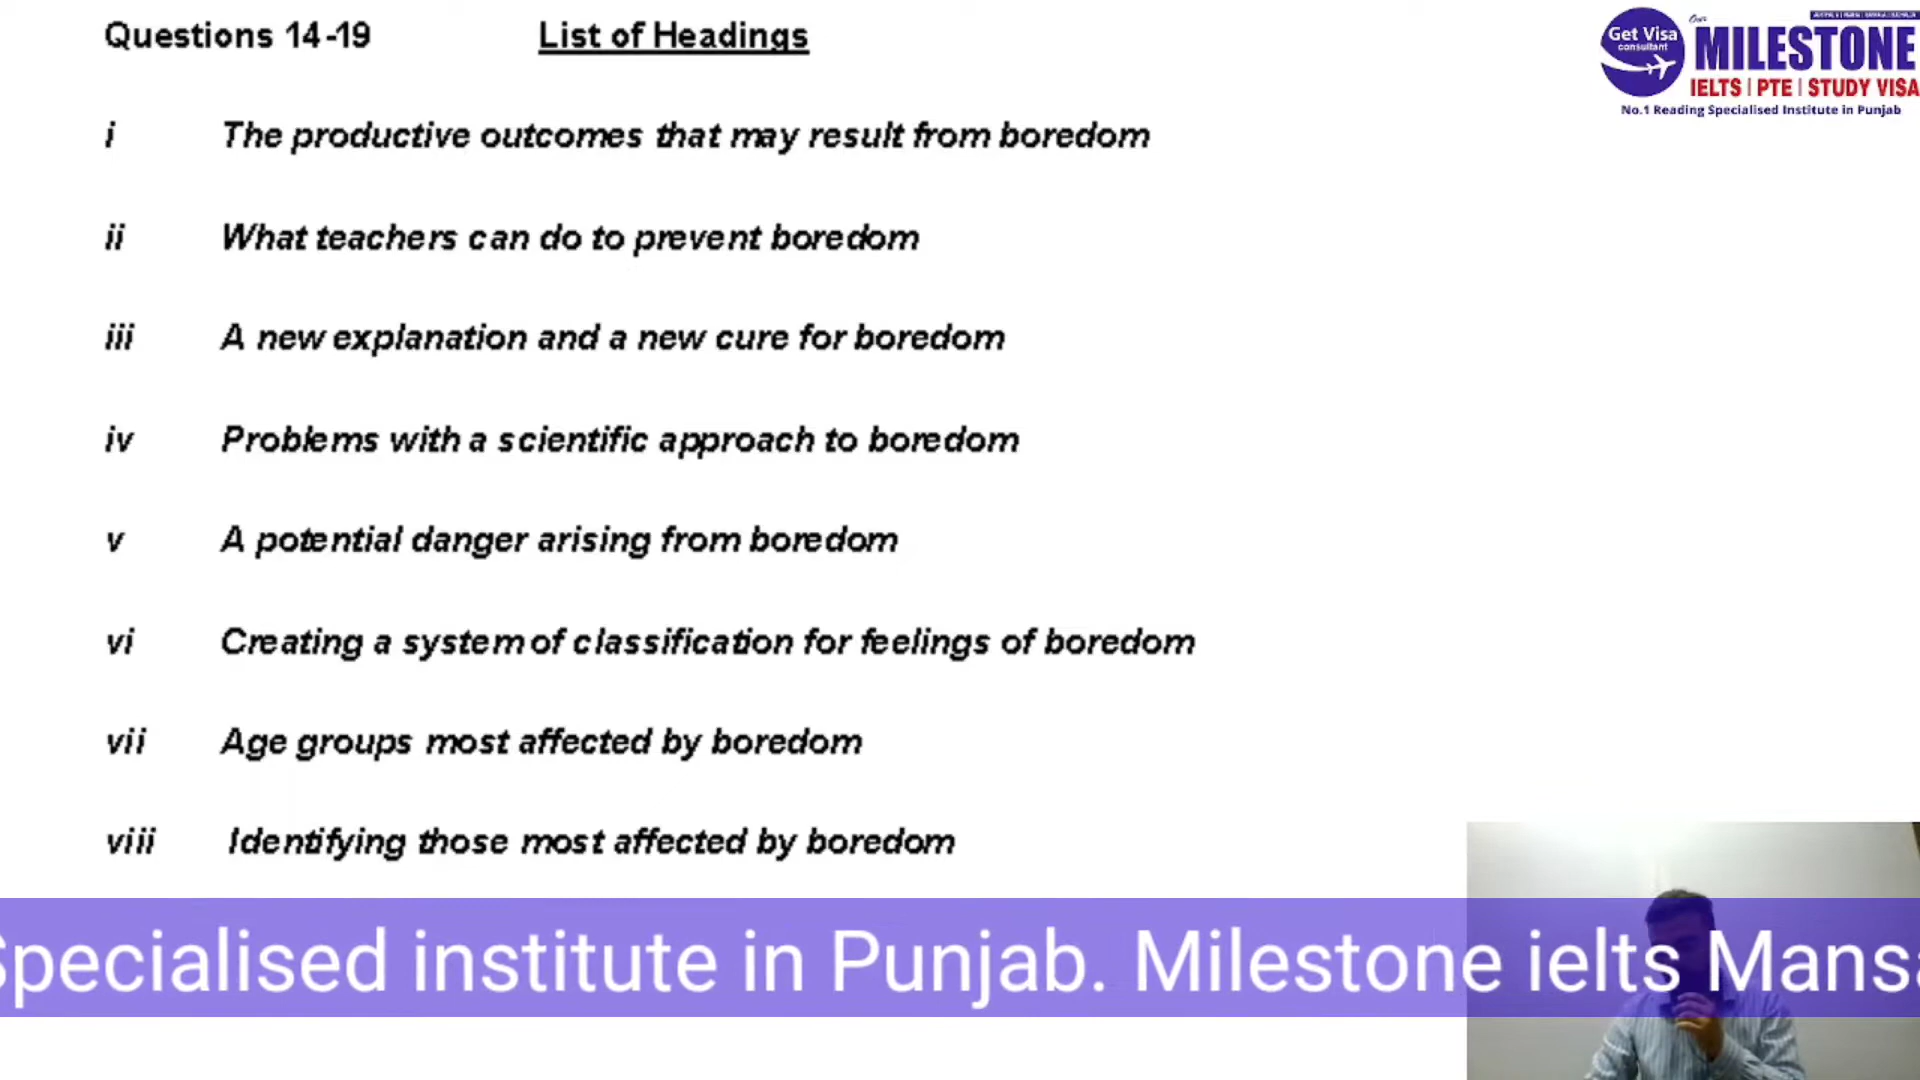 Questions 14-19 List of Headings
i The productive outcomes that may result from boredom
ii What teachers can do to prevent boredom
iii A new explanation and a new cure for boredom
iv Problems with a scientific approach to boredom
v A potential danger arising from boredom
vi Creating a system of classification for feelings of boredom
vii Age groups most affected by boredom
viii Identifying those most affected by boredom
Get Visa
consultant
Our
MILESTONE
IELTS | PTE | STUDY VISA
No.1 Reading Specialised Institute in Punjab
Specialised institute in Punjab. Milestone ielts Mansa